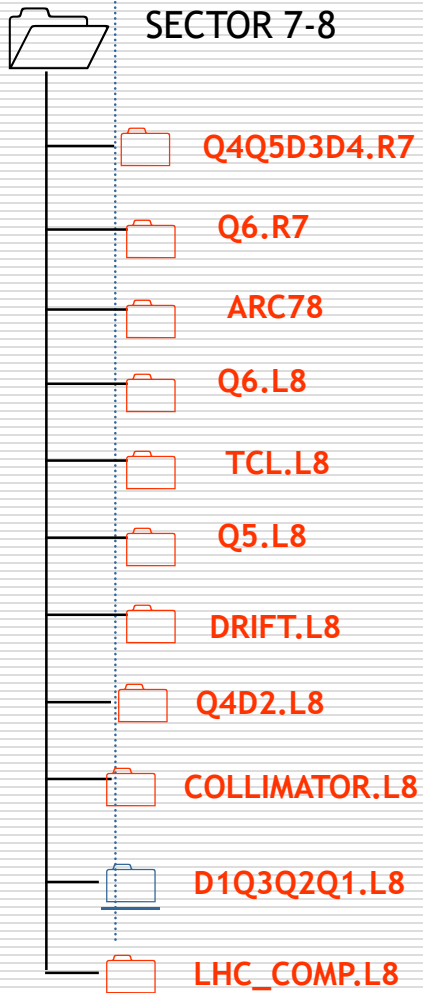 SECTOR 7-8
Q4Q5D3D4.R7
Q6.R7
ARC78
Q6.L8
TCL.L8
Q5.L8
DRIFT.L8
Q4D2.L8
COLLIMATOR.L8
D1Q3Q2Q1.L8
LHC_COMP.L8